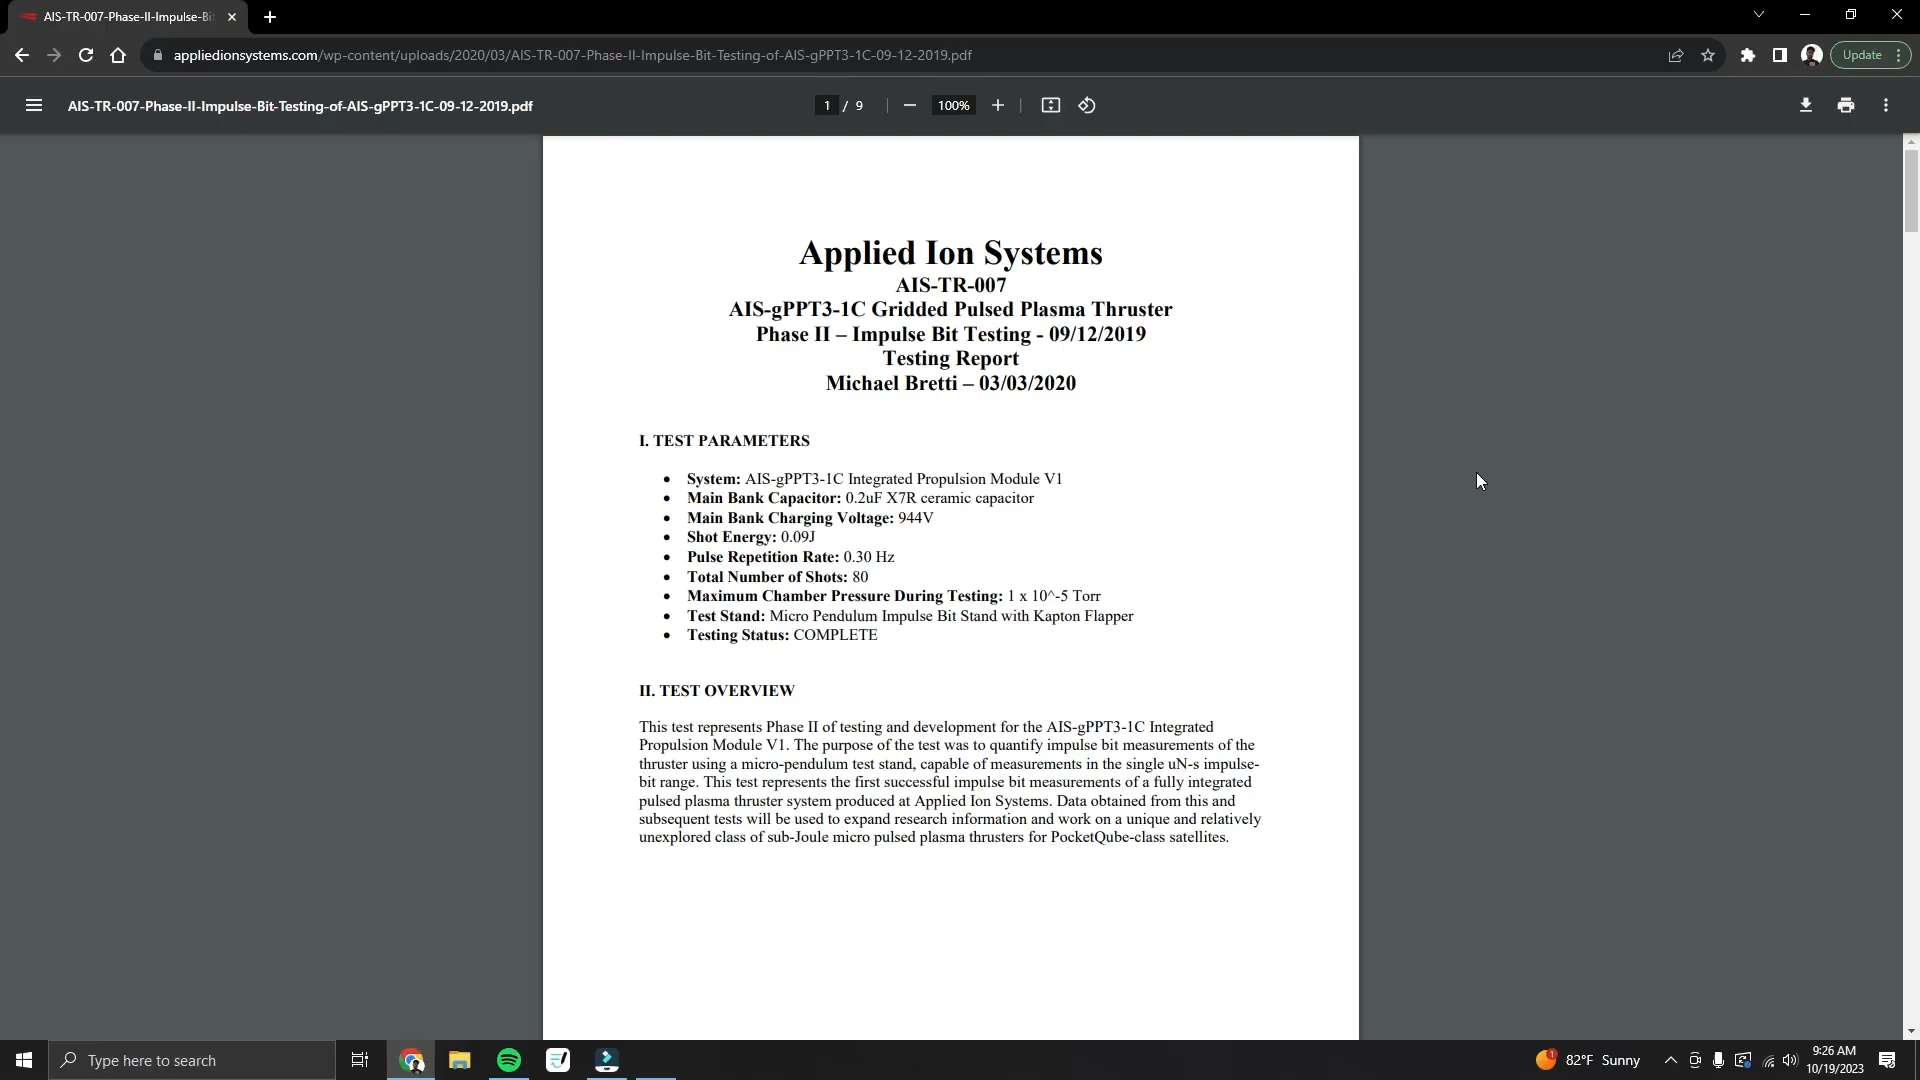 AIS-TR-007-Phase-II-Impulse-Bi
appliedionsystems.com/wp-content/uploads/2020/03/AIS-TR-007-Phase-II-Impulse-Bit-Testing-of-AIS-gPPT3-1C-09-12-2019.pdf
Update
AIS-TR-007-Phase-II-Impulse-Bit-Testing-of-AIS-gPPT3-1C-09-12-2019.pdf
1 / 9
100%
Applied Ion Systems
AIS-TR-007
AIS-gPPT3-1C Gridded Pulsed Plasma Thruster
Phase II – Impulse Bit Testing - 09/12/2019
Testing Report
Michael Bretti – 03/03/2020
I. TEST PARAMETERS
• System: AIS-gPPT3-1C Integrated Propulsion Module V1
• Main Bank Capacitor: 0.2uF X7R ceramic capacitor
• Main Bank Charging Voltage: 944V
• Shot Energy: 0.09J
• Pulse Repetition Rate: 0.30 Hz
• Total Number of Shots: 80
• Maximum Chamber Pressure During Testing: 1 x 10^-5 Torr
• Test Stand: Micro Pendulum Impulse Bit Stand with Kapton Flapper
• Testing Status: COMPLETE
II. TEST OVERVIEW
This test represents Phase II of testing and development for the AIS-gPPT3-1C Integrated
Propulsion Module V1. The purpose of the test was to quantify impulse bit measurements of the
thruster using a micro-pendulum test stand, capable of measurements in the single uN-s impulse-
bit range. This test represents the first successful impulse bit measurements of a fully integrated
pulsed plasma thruster system produced at Applied Ion Systems. Data obtained from this and
subsequent tests will be used to expand research information and work on a unique and relatively
unexplored class of sub-Joule micro pulsed plasma thrusters for PocketQube-class satellites.
Type here to search
1
82°F Sunny
9:26 AM
10/19/2023